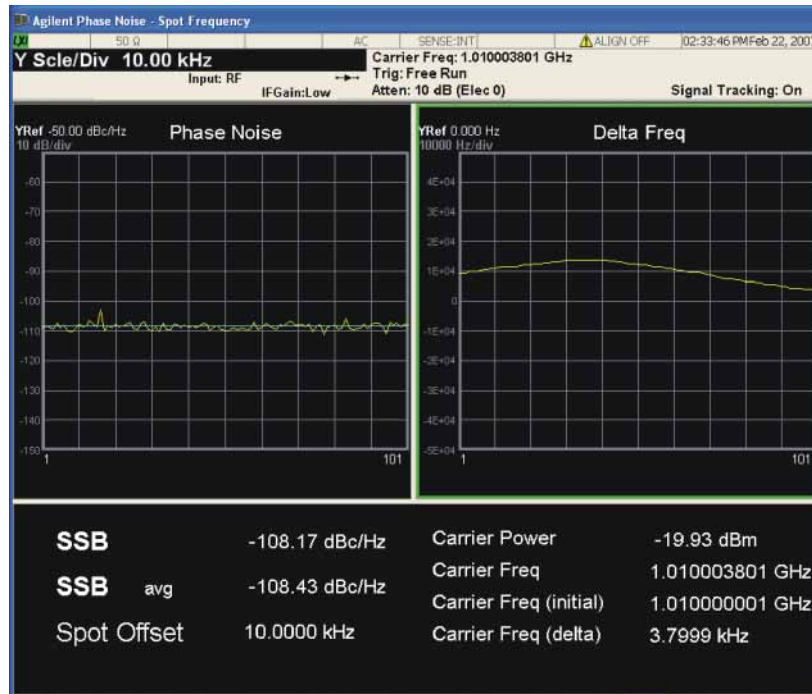 Agilent Phase Noise - Spot Frequency
LXI 50 Ω AC SENSE:INT ALIGN OFF 02:33:46 PM Feb 22, 200
Y Scle/Div 10.00 kHz
Carrier Freq: 1.010003801 GHz
Input: RF
Trig: Free Run
IFGain:Low
Atten: 10 dB (Elec 0)
Signal Tracking: On
YRef -50.00 dBc/Hz
Phase Noise
10 dB/div
-60
-70
-80
-90
-100
-110
-120
-130
-140
-150
1 101
YRef 0.000 Hz
Delta Freq
10000 Hz/div
4E+04
3E+04
2E+04
1E+04
0
-1E+04
-2E+04
-3E+04
-4E+04
-5E+04
1 101
SSB -108.17 dBc/Hz
SSB avg -108.43 dBc/Hz
Spot Offset 10.0000 kHz
Carrier Power -19.93 dBm
Carrier Freq 1.010003801 GHz
Carrier Freq (initial) 1.010000001 GHz
Carrier Freq (delta) 3.7999 kHz